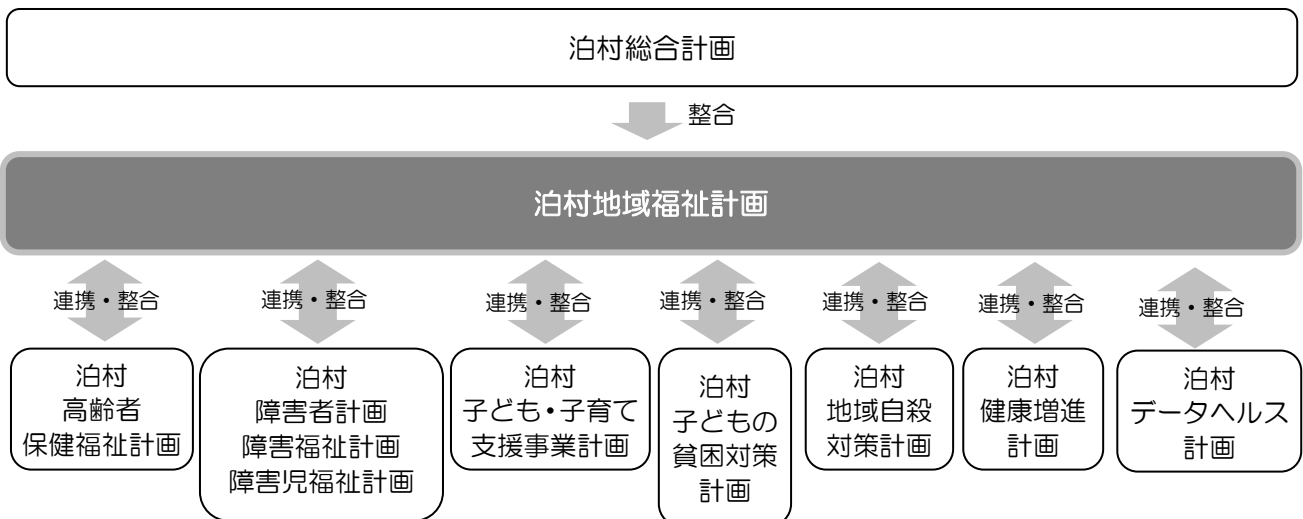 泊村総合計画
整合
泊村地域福祉計画
連携・整合
連携・整合
連携・整合
連携・整合
連携・整合
連携・整合
連携・整合
泊村
高齢者
保健福祉計画
泊村
障害者計画
障害福祉計画
障害児福祉計画
泊村
子ども・子育て
支援事業計画
泊村
子どもの
貧困対策
計画
泊村
地域自殺
対策計画
泊村
健康増進
計画
泊村
データヘルス
計画